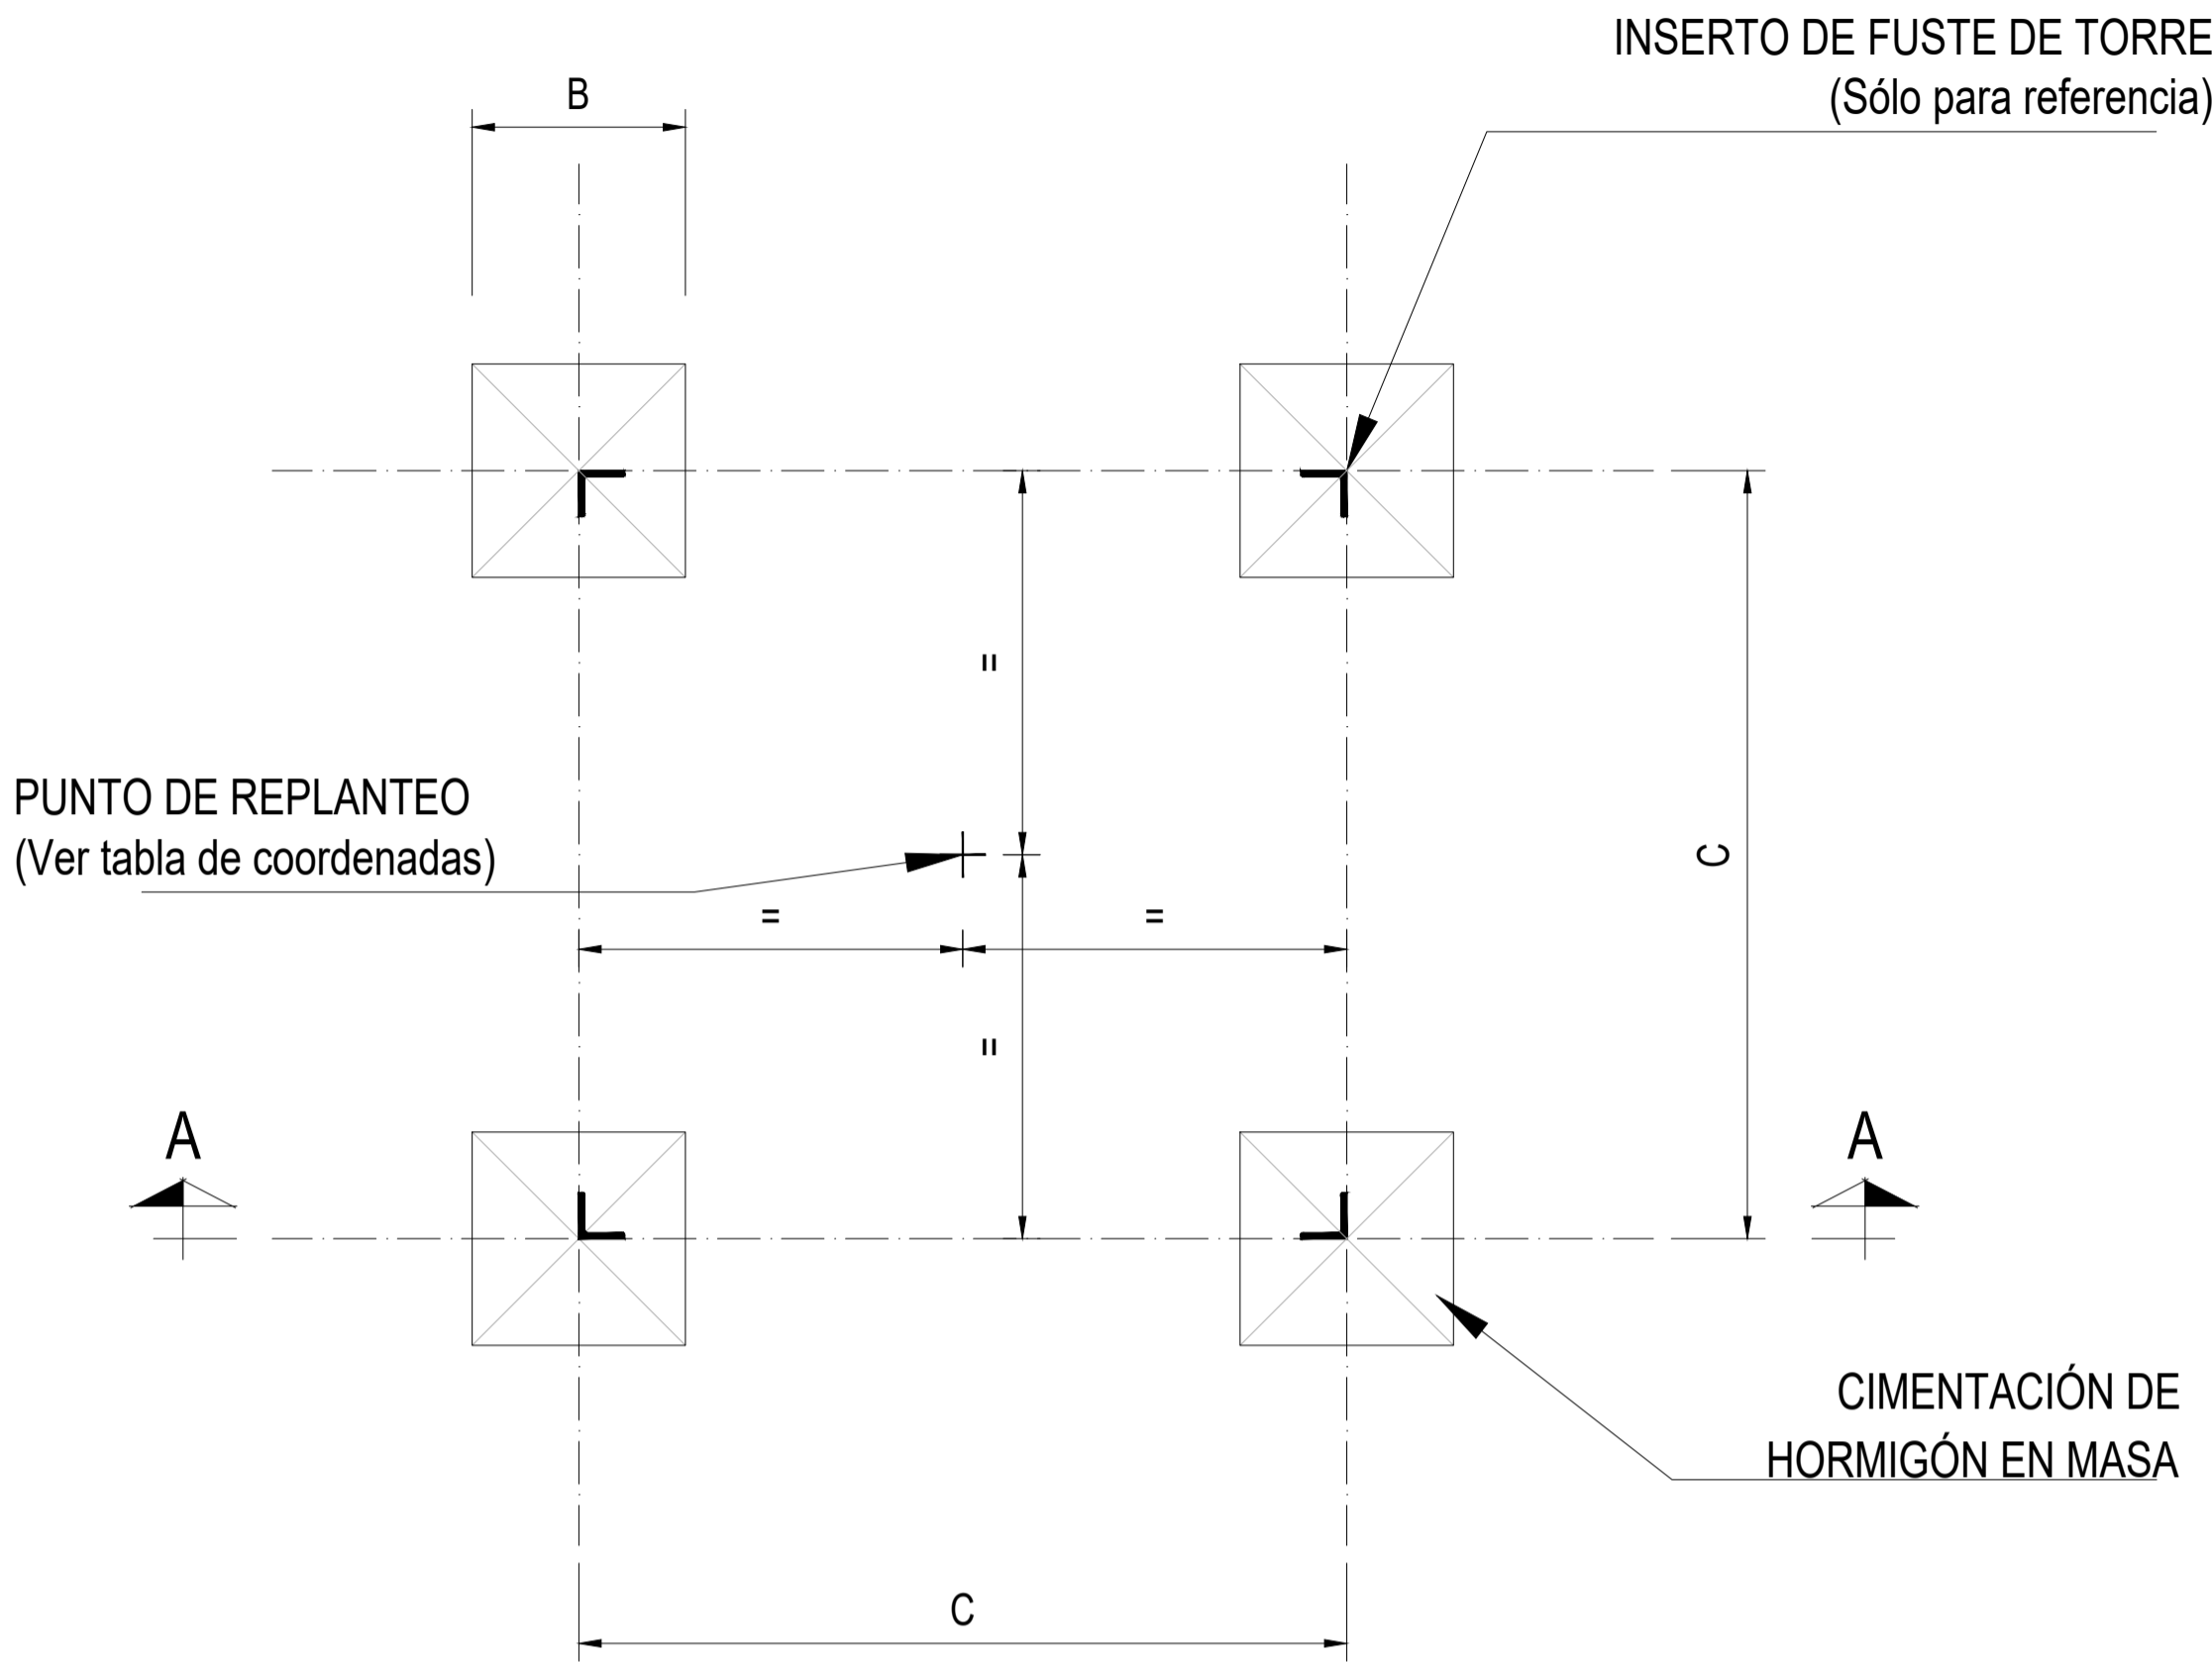 INSERTO DE FUSTE DE TORRE
(Sólo para referencia)
B
=
PUNTO DE REPLANTEO
(Ver tabla de coordenadas)
C
=
=
=
A
A
CIMENTACIÓN DE
HORMIGÓN EN MASA
C